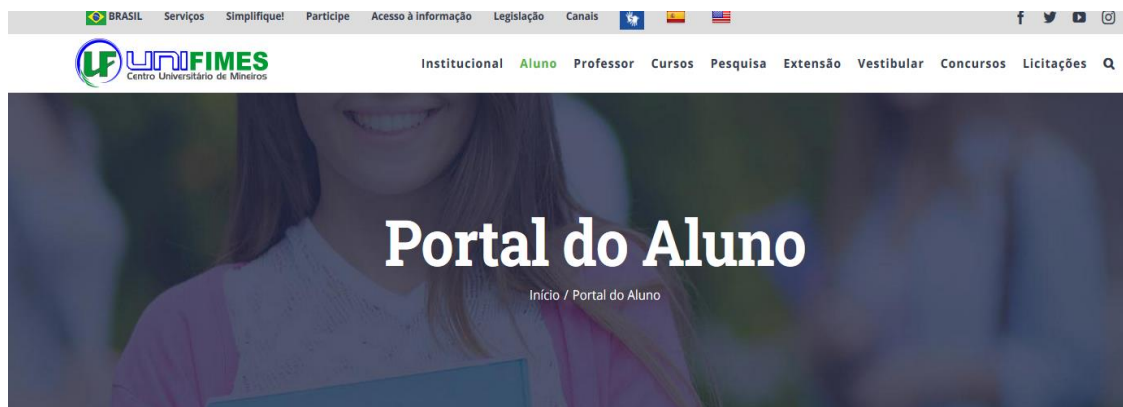 BRASIL Serviços Simplifique! Participe Acesso à informação Legislação Canais
UNIFIMES
Centro Universitário de Mineiros
Institucional Aluno Professor Cursos Pesquisa Extensão Vestibular Concursos Licitações
Portal do Aluno
Início / Portal do Aluno